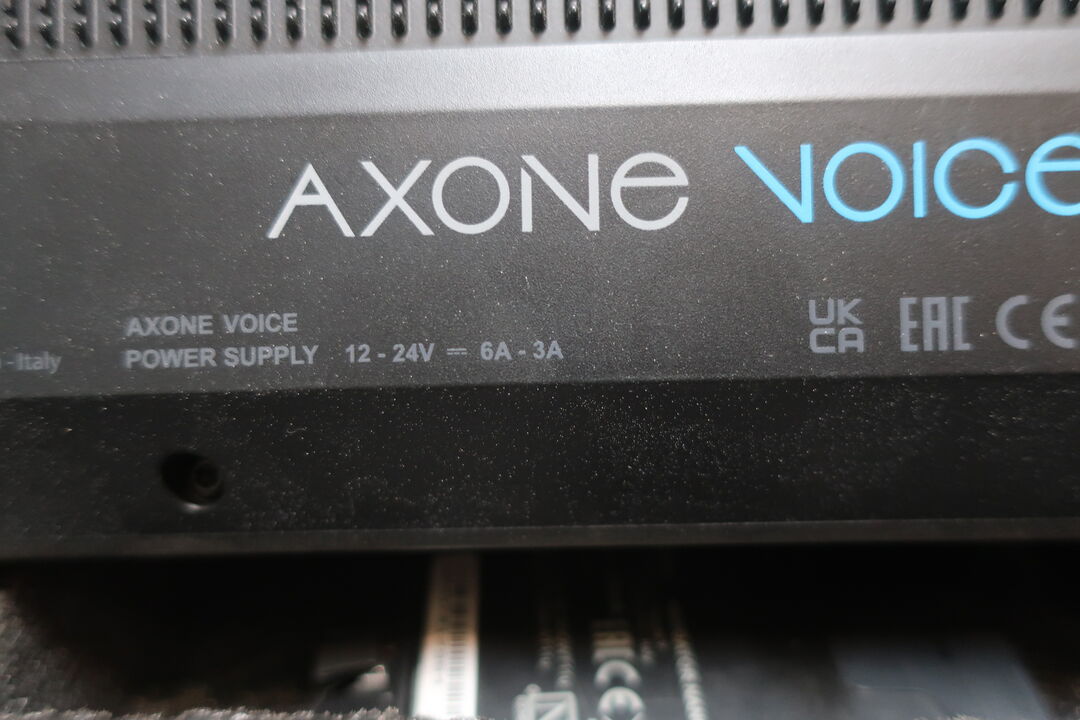 AXONE VOICE
AXONE VOICE
POWER SUPPLY 12 - 24V ⎓ 6A - 3A
-Italy
UK
CA
EAC
CE